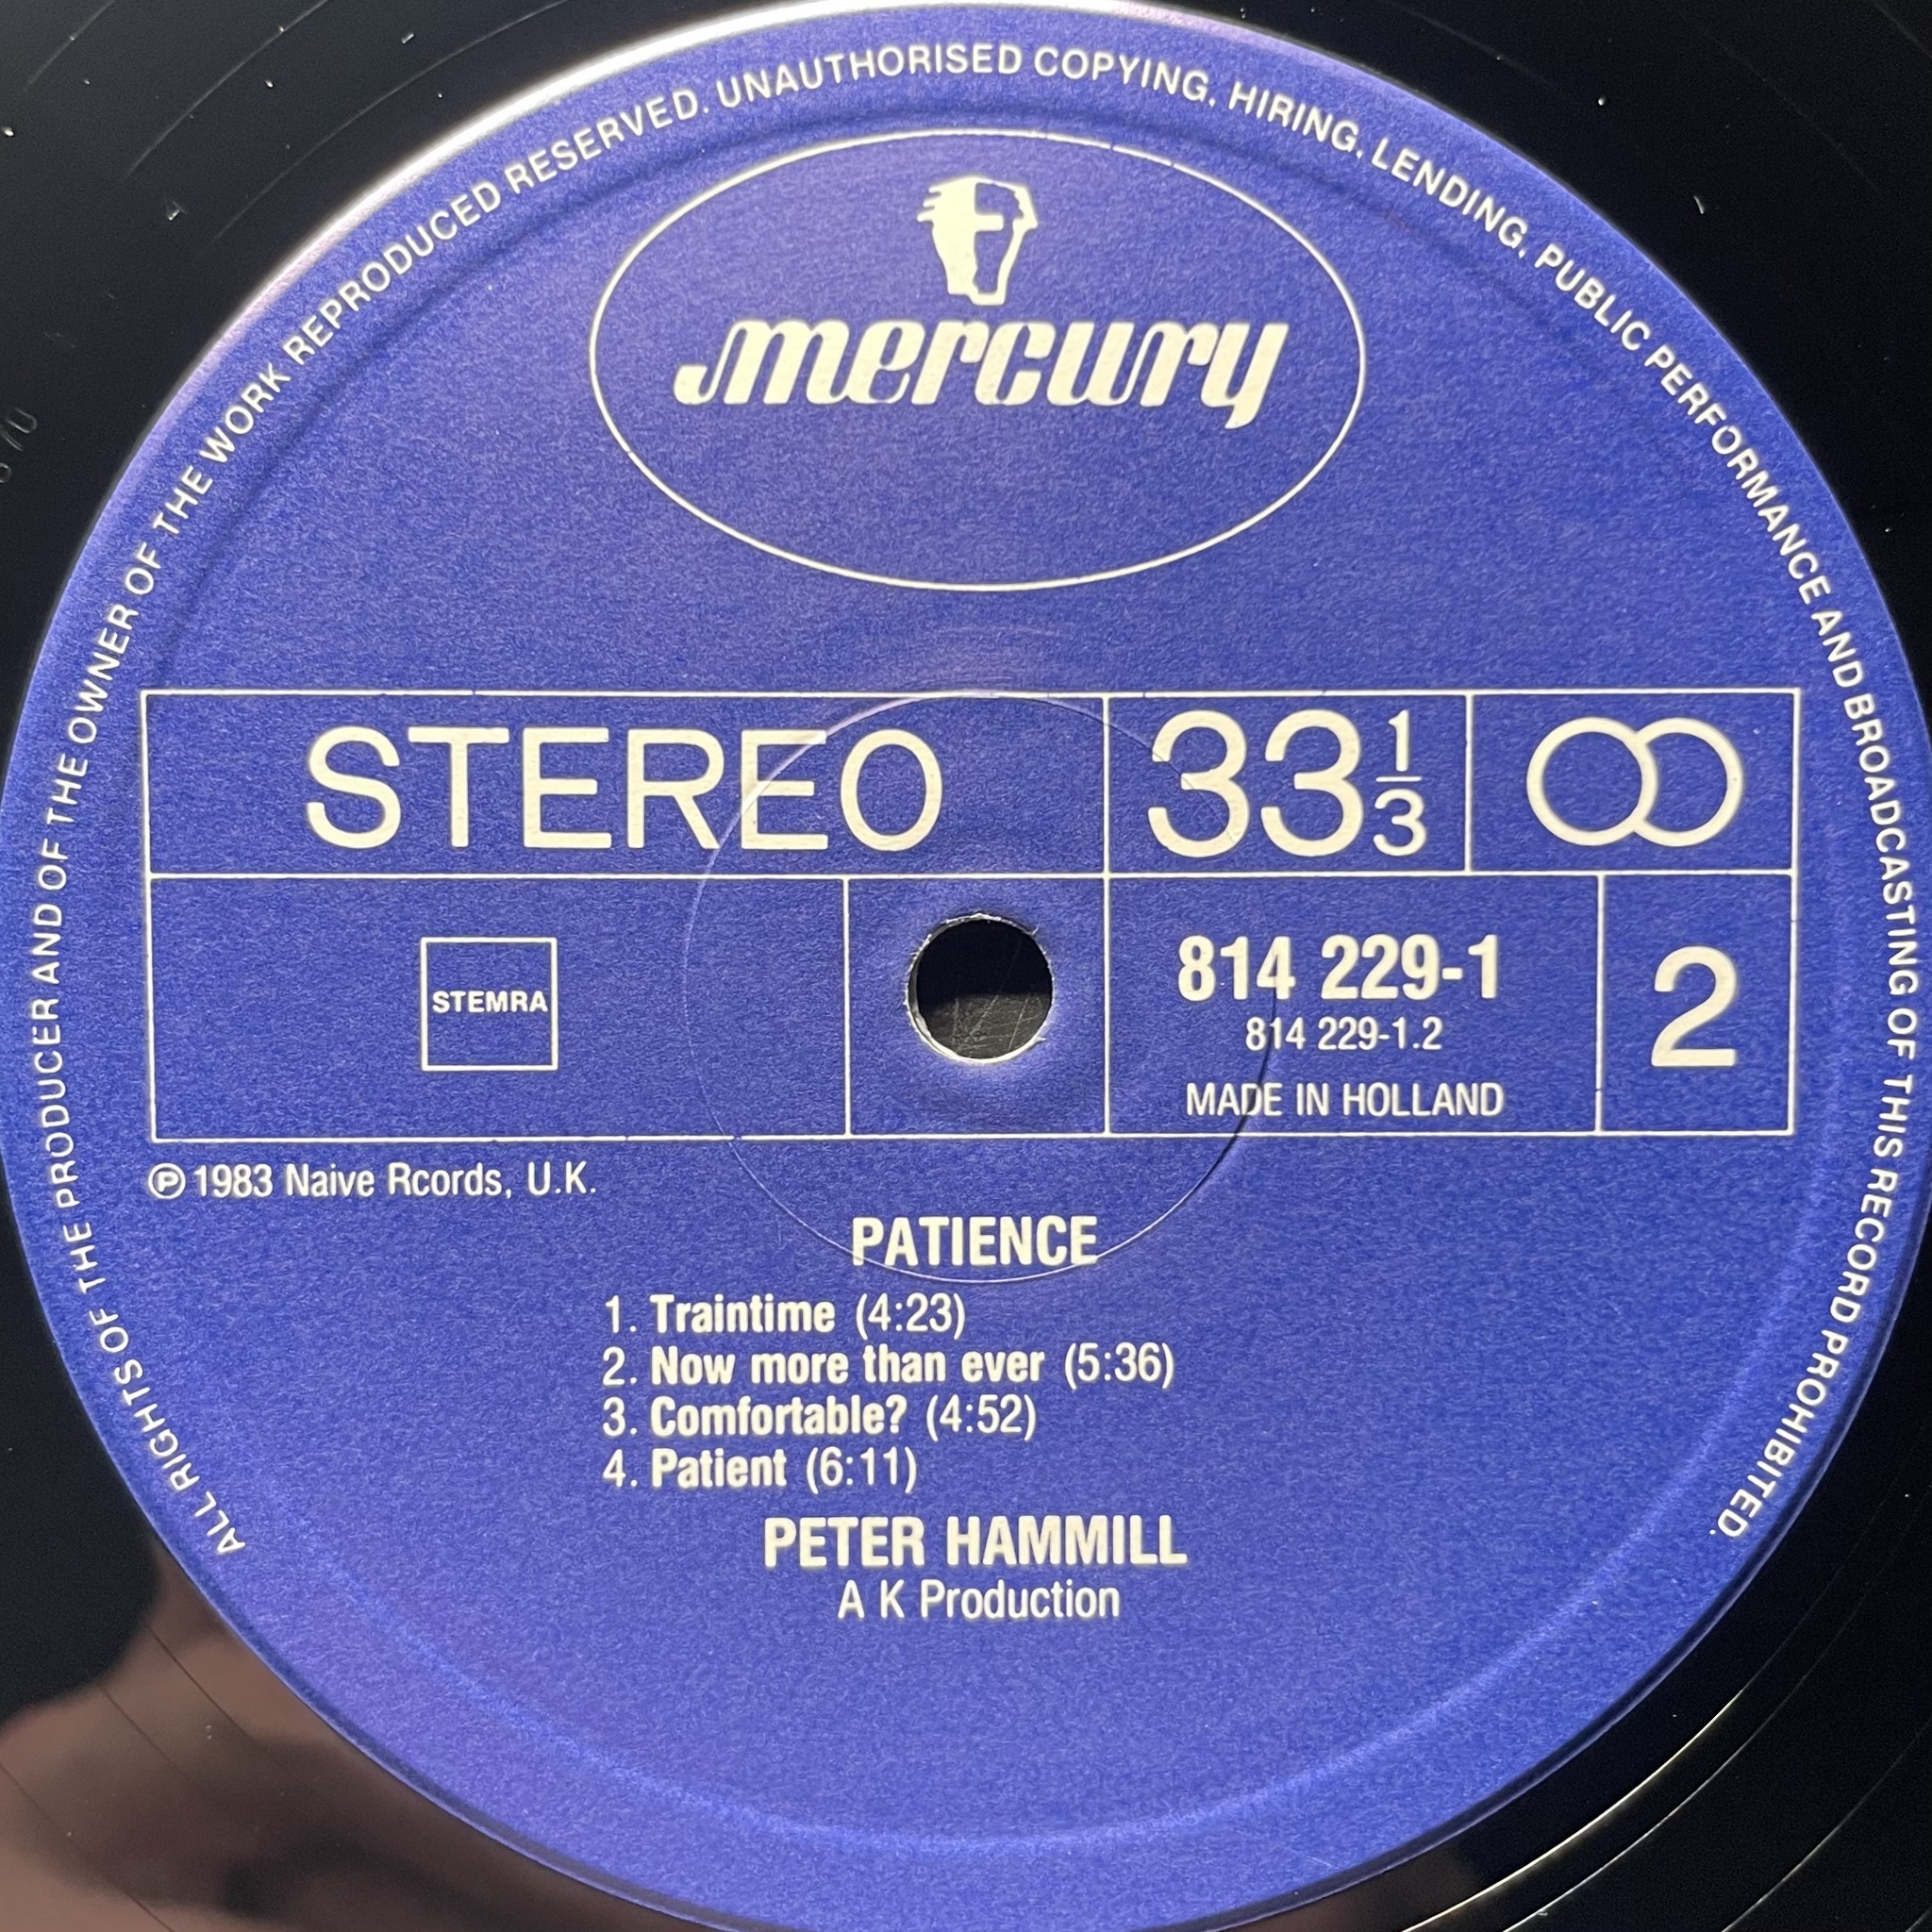 ALL RIGHTS OF THE PRODUCER AND OF THE OWNER OF THE WORK REPRODUCED RESERVED. UNAUTHORISED COPYING, HIRING, LENDING, PUBLIC PERFORMANCE AND BROADCASTING OF THIS RECORD PROHIBITED.
mercury
STEREO 33 1/3
STEMRA
814 229-1
814 229-1.2
MADE IN HOLLAND
2
℗ 1983 Naive Rcords, U.K.
PATIENCE
1. Traintime (4:23)
2. Now more than ever (5:36)
3. Comfortable? (4:52)
4. Patient (6:11)
PETER HAMMILL
A K Production